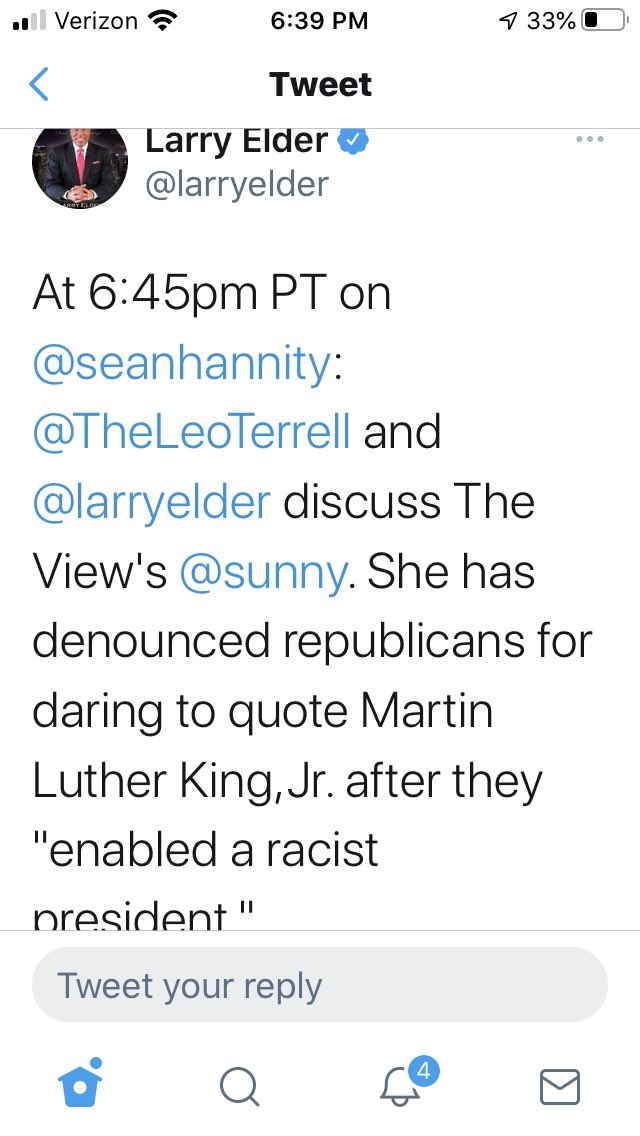 Verizon 6:39 PM 33%
Tweet
Larry Elder
@larryelder
At 6:45pm PT on
@seanhannity:
@TheLeoTerrell and
@larryelder discuss The
View's @sunny. She has
denounced republicans for
daring to quote Martin
Luther King,Jr. after they
"enabled a racist
president."
Tweet your reply
4